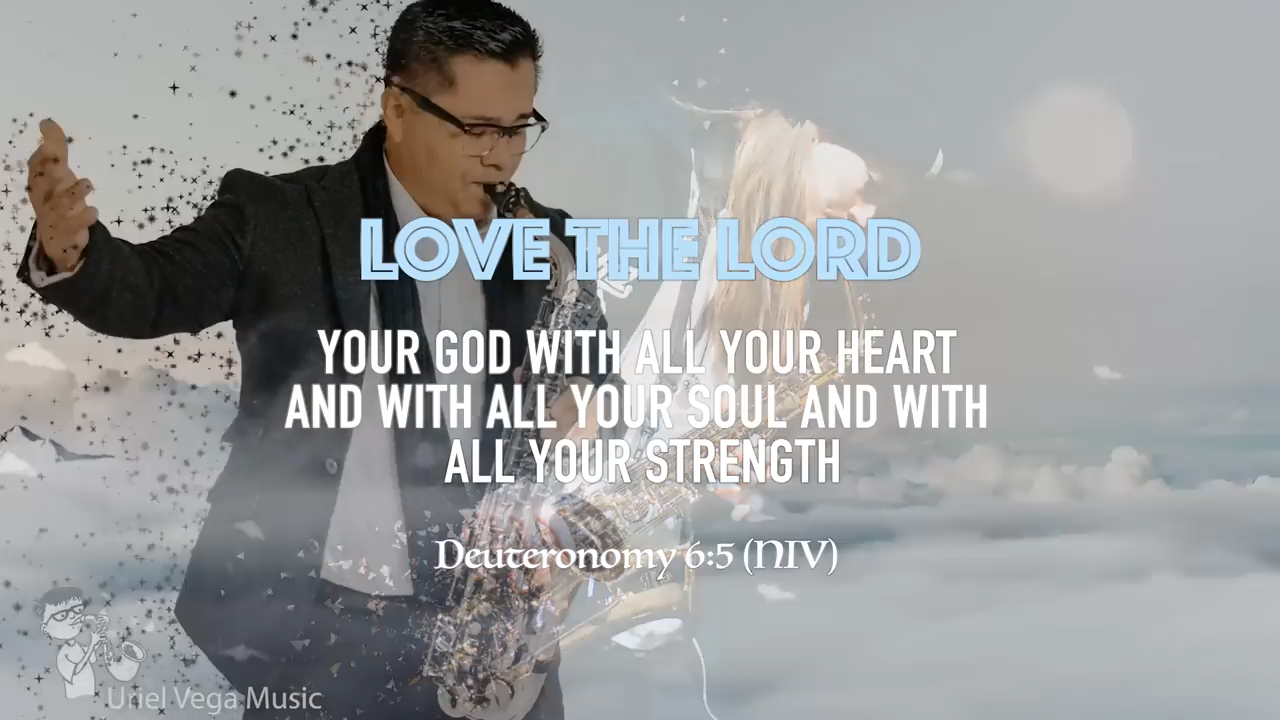 LOVE THE LORD
YOUR GOD WITH ALL YOUR HEART
AND WITH ALL YOUR SOUL AND WITH
ALL YOUR STRENGTH
Deuteronomy 6:5 (NIV)
Uriel Vega Music